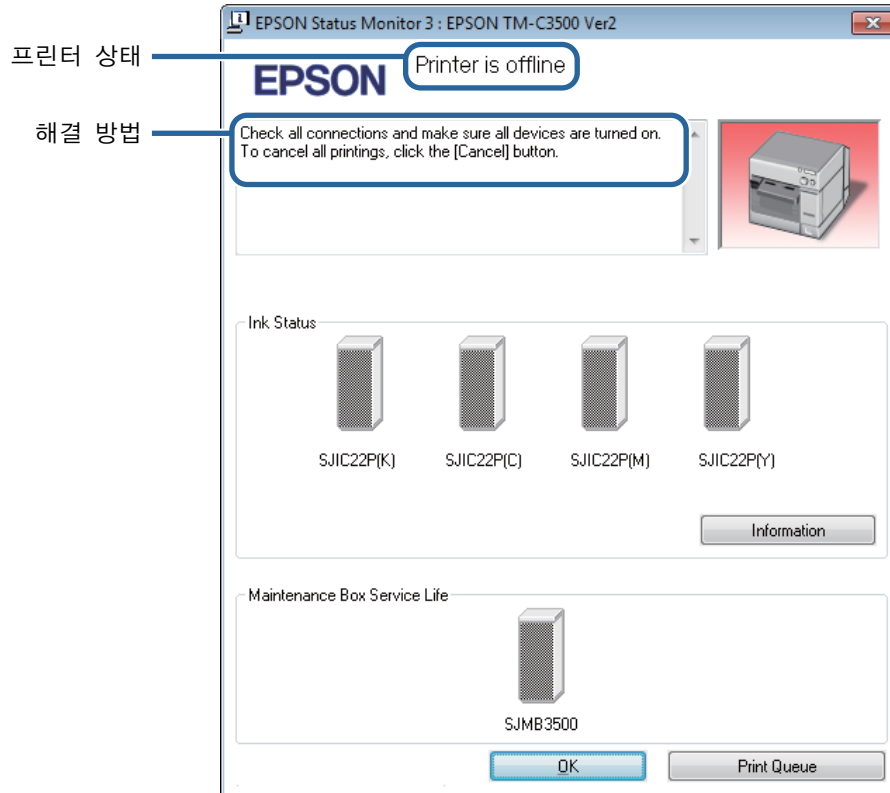 EPSON Status Monitor 3 : EPSON TM-C3500 Ver2
프린터 상태
EPSON
Printer is offline
해결 방법
Check all connections and make sure all devices are turned on.
To cancel all printings, click the [Cancel] button.
Ink Status
SJIC22P(K)
SJIC22P(C)
SJIC22P(M)
SJIC22P(Y)
Information
Maintenance Box Service Life
SJMB3500
OK
Print Queue